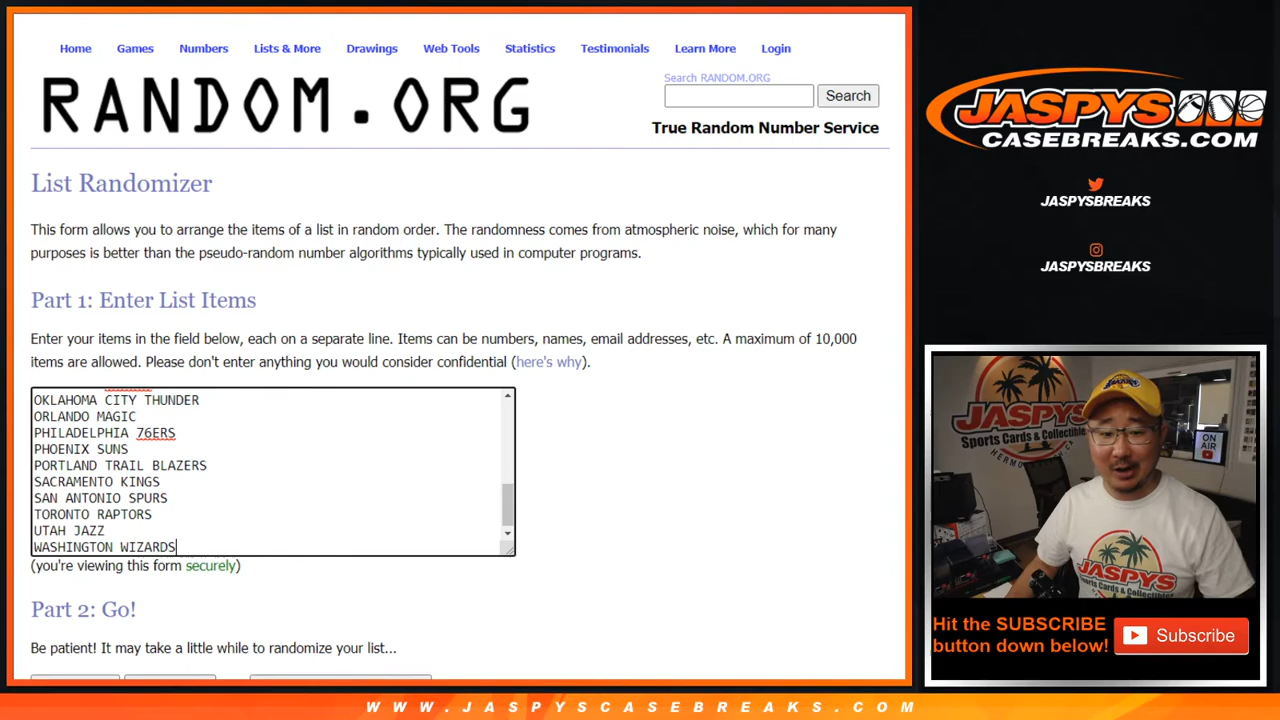 Home Games Numbers Lists & More Drawings Web Tools Statistics Testimonials Learn More Login
RANDOM.ORG
Search RANDOM.ORG
Search
True Random Number Service
List Randomizer
This form allows you to arrange the items of a list in random order. The randomness comes from atmospheric noise, which for many
purposes is better than the pseudo-random number algorithms typically used in computer programs.
Part 1: Enter List Items
Enter your items in the field below, each on a separate line. Items can be numbers, names, email addresses, etc. A maximum of 10,000
items are allowed. Please don't enter anything you would consider confidential (here's why).
OKLAHOMA CITY THUNDER
ORLANDO MAGIC
PHILADELPHIA 76ERS
PHOENIX SUNS
PORTLAND TRAIL BLAZERS
SACRAMENTO KINGS
SAN ANTONIO SPURS
TORONTO RAPTORS
UTAH JAZZ
WASHINGTON WIZARDS
(you're viewing this form securely)
Part 2: Go!
Be patient! It may take a little while to randomize your list...
JASPYS
CASEBREAKS.COM
JASPYSBREAKS
JASPYSBREAKS
JASPYS
Sports Cards & Collectibles
ON
AIR
JASPYS
Sports Cards & Collectibles
Hit the SUBSCRIBE
button down below!
Subscribe
WWW.JASPYSCASEBREAKS.COM